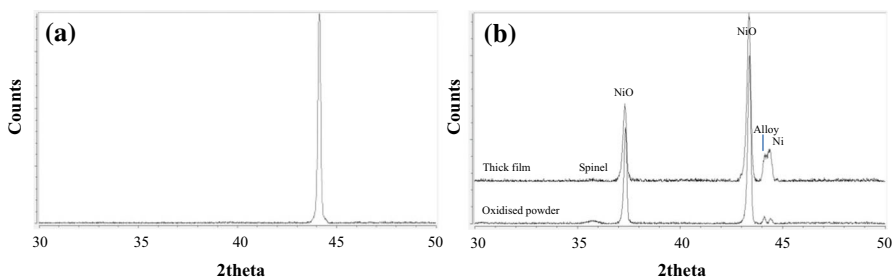 (a)
Counts
30 35 40 45 50
2theta
(b)
Counts
NiO
NiO
Alloy
Ni
Thick film
Spinel
Oxidised powder
30 35 40 45 50
2theta